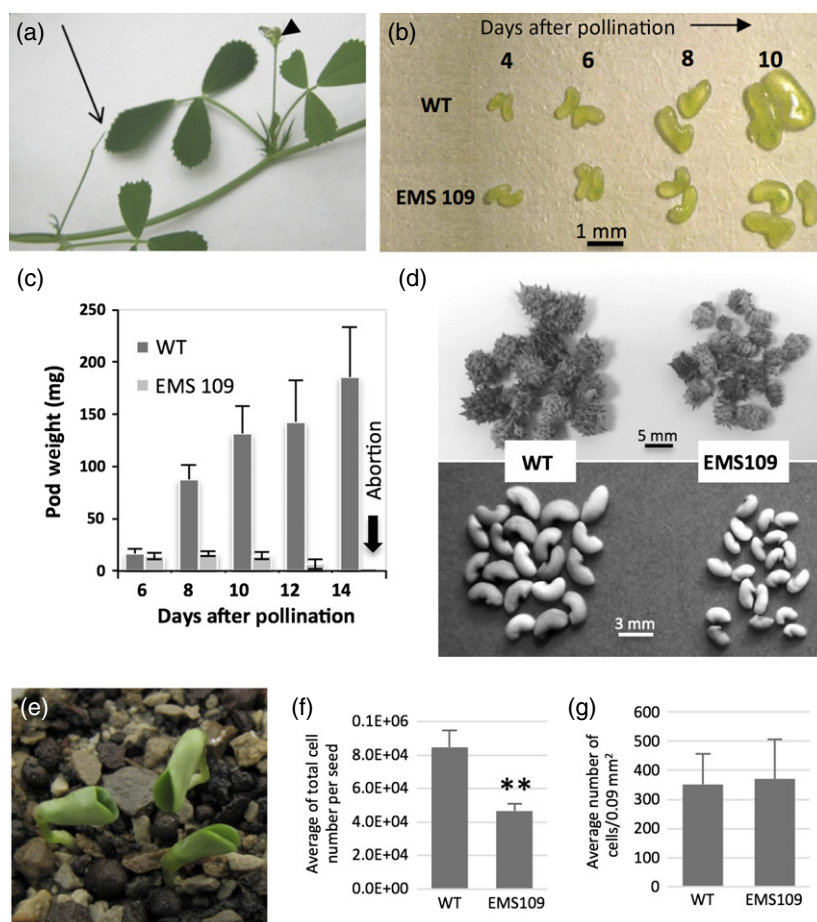 (a)
(b)
Days after pollination
4 6 8 10
WT
EMS 109
1 mm
(c)
250
200
150
100
50
0
Pod weight (mg)
WT
EMS 109
Abortion
6 8 10 12 14
Days after pollination
(d)
5 mm
WT
EMS109
3 mm
(e)
(f)
0.1E+06
8.0E+04
6.0E+04
4.0E+04
2.0E+04
0.0E+00
Average of total cell
number per seed
**
WT EMS109
(g)
600
500
400
300
200
100
0
Average number of
cells/0.09 mm²
WT EMS109